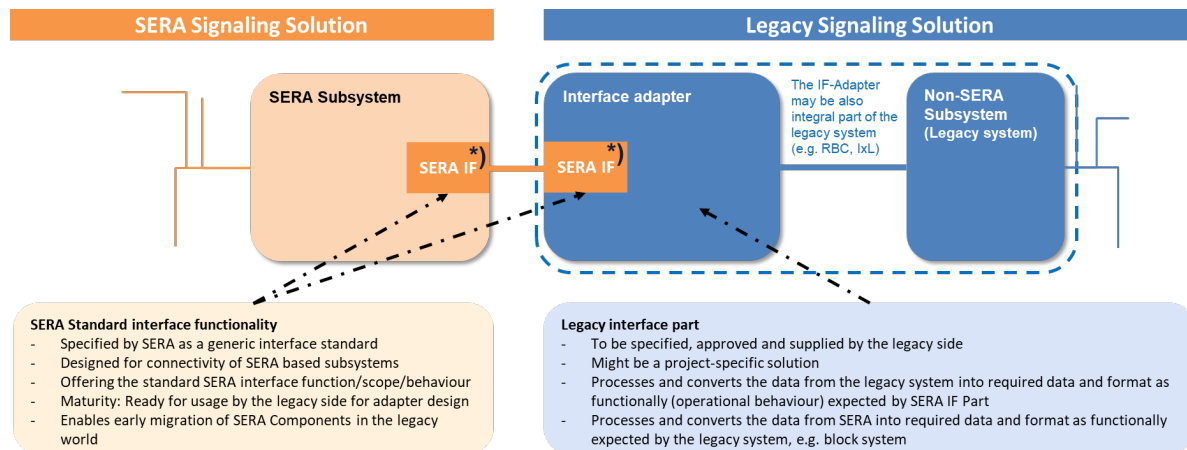 SERA Signaling Solution
Legacy Signaling Solution
SERA Subsystem
SERA IF *)
SERA IF *)
Interface adapter
The IF-Adapter
may be also
integral part of the
legacy system
(e.g. RBC, IxL)
Non-SERA
Subsystem
(Legacy system)
SERA Standard interface functionality
- Specified by SERA as a generic interface standard
- Designed for connectivity of SERA based subsystems
- Offering the standard SERA interface function/scope/behaviour
- Maturity: Ready for usage by the legacy side for adapter design
- Enables early migration of SERA Components in the legacy
world
Legacy interface part
- To be specified, approved and supplied by the legacy side
- Might be a project-specific solution
- Processes and converts the data from the legacy system into required data and format as
functionally (operational behaviour) expected by SERA IF Part
- Processes and converts the data from SERA into required data and format as functionally
expected by the legacy system, e.g. block system